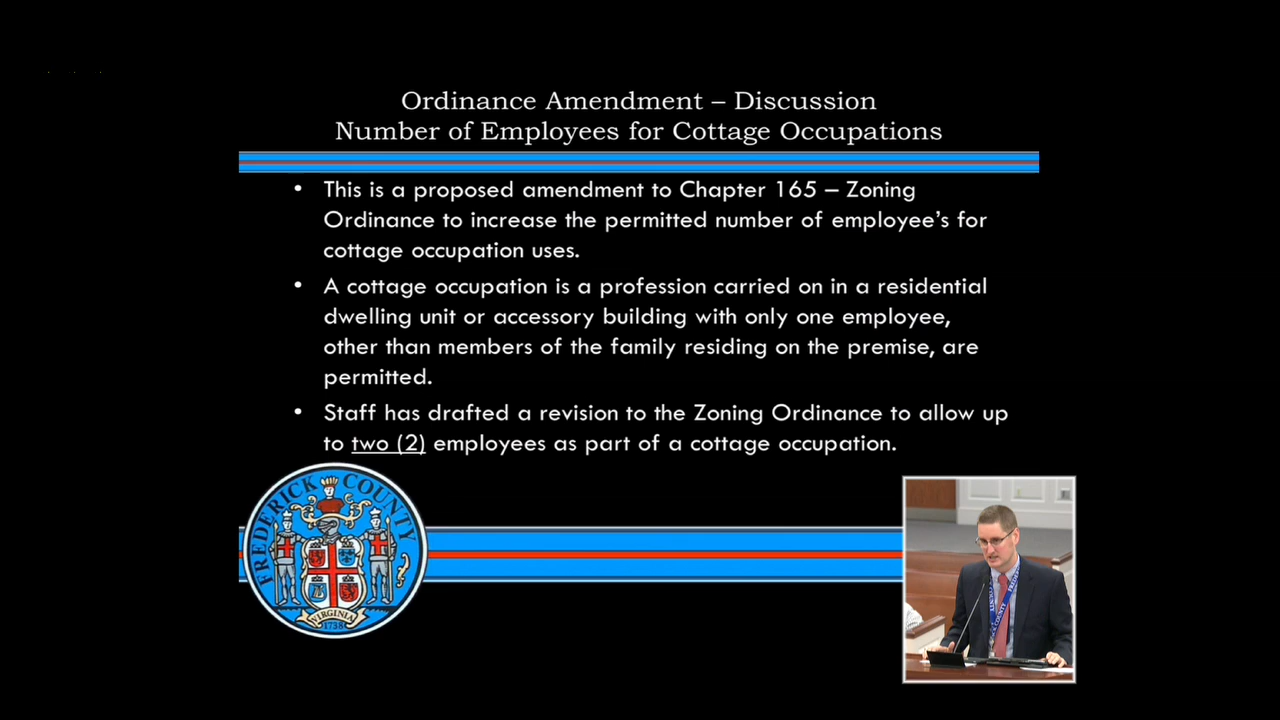 Ordinance Amendment – Discussion
Number of Employees for Cottage Occupations
• This is a proposed amendment to Chapter 165 – Zoning
Ordinance to increase the permitted number of employee’s for
cottage occupation uses.
• A cottage occupation is a profession carried on in a residential
dwelling unit or accessory building with only one employee,
other than members of the family residing on the premise, are
permitted.
• Staff has drafted a revision to the Zoning Ordinance to allow up
to two (2) employees as part of a cottage occupation.
FREDERICK COUNTY
VIRGINIA
1738